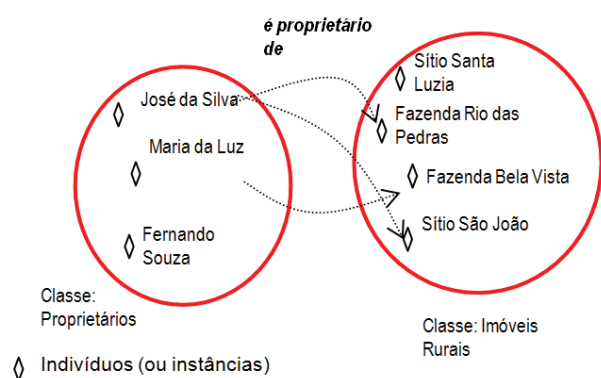 é proprietário
de
José da Silva
Maria da Luz
Fernando
Souza
Classe:
Proprietários
Sítio Santa
Luzia
Fazenda Rio das
Pedras
Fazenda Bela Vista
Sítio São João
Classe: Imóveis
Rurais
Indivíduos (ou instâncias)